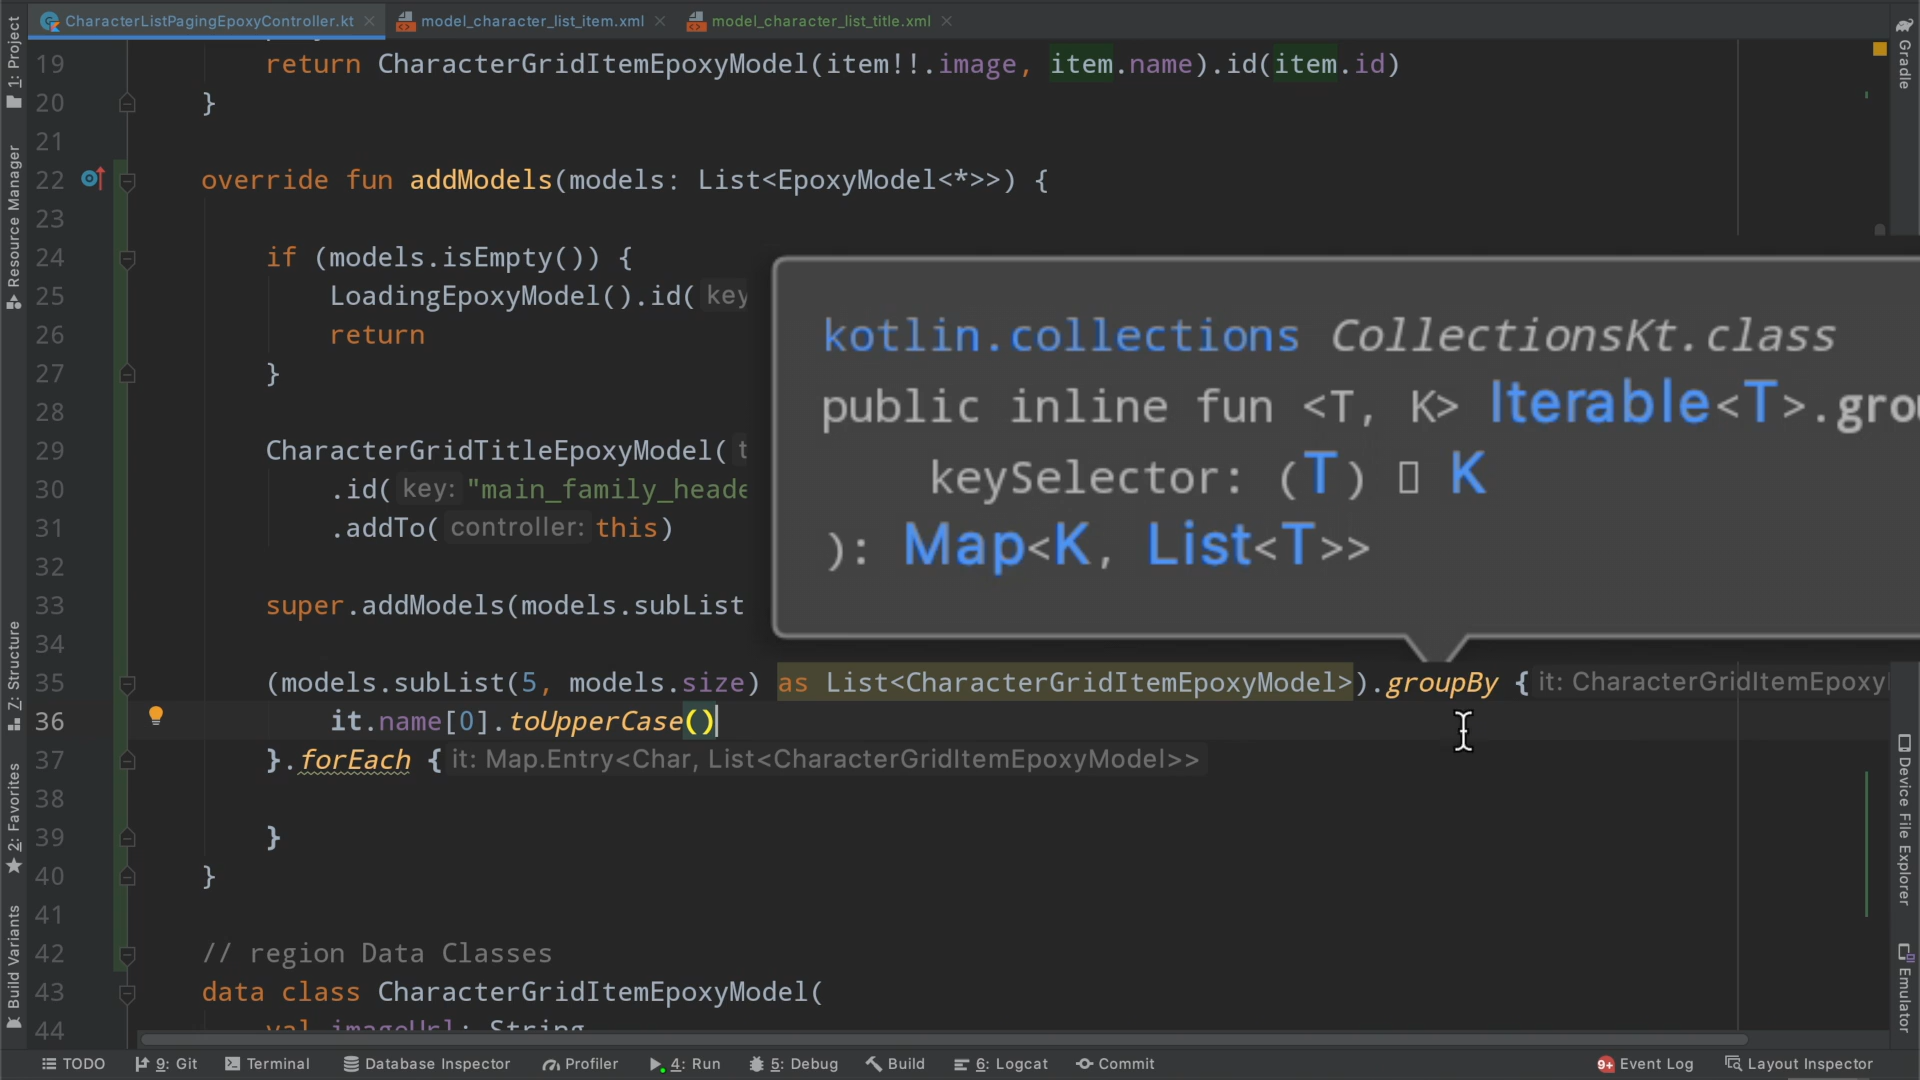 CharacterListPagingEpoxyController.kt
model_character_list_item.xml
model_character_list_title.xml
1: Project
Resource Manager
7: Structure
2: Favorites
Build Variants
19 return CharacterGridItemEpoxyModel(item!!.image, item.name).id(item.id)
20 }
21
22 override fun addModels(models: List<EpoxyModel<*>>) {
23
24 if (models.isEmpty()) {
25 LoadingEpoxyModel().id( key
26 return
27 }
28
29 CharacterGridTitleEpoxyModel( t
30 .id( key: "main_family_heade
31 .addTo( controller: this)
32
33 super.addModels(models.subList
34
35 (models.subList(5, models.size) as List<CharacterGridItemEpoxyModel>).groupBy { it: CharacterGridItemEpoxy
36 it.name[0].toUpperCase()
37 }.forEach { it: Map.Entry<Char, List<CharacterGridItemEpoxyModel>>
38
39 }
40 }
41
42 // region Data Classes
43 data class CharacterGridItemEpoxyModel(
44 val imageUrl: String
kotlin.collections CollectionsKt.class
public inline fun <T, K> Iterable<T>.grou
keySelector: (T) ▯ K
): Map<K, List<T>>
Gradle
Device File Explorer
Emulator
TODO
9: Git
Terminal
Database Inspector
Profiler
4: Run
5: Debug
Build
6: Logcat
Commit
9+ Event Log
Layout Inspector